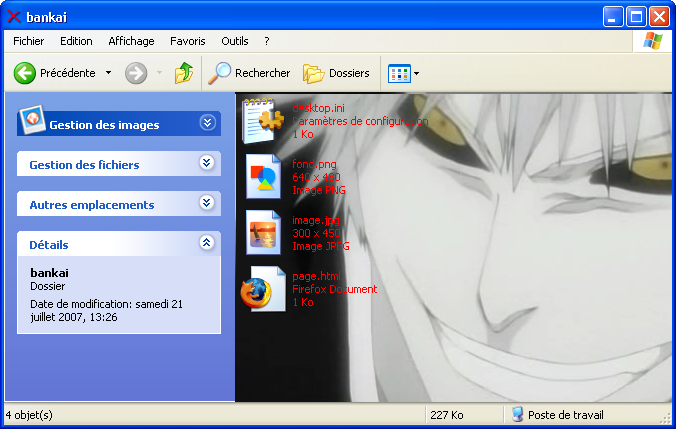 bankai
Fichier Edition Affichage Favoris Outils ?
Précédente Rechercher Dossiers
Gestion des images
Gestion des fichiers
Autres emplacements
Détails
bankai
Dossier
Date de modification: samedi 21
juillet 2007, 13:26
desktop.ini
Paramètres de configuration
1 Ko
fond.png
640 x 480
Image PNG
image.jpg
300 x 450
Image JPEG
page.html
Firefox Document
1 Ko
4 objet(s) 227 Ko Poste de travail